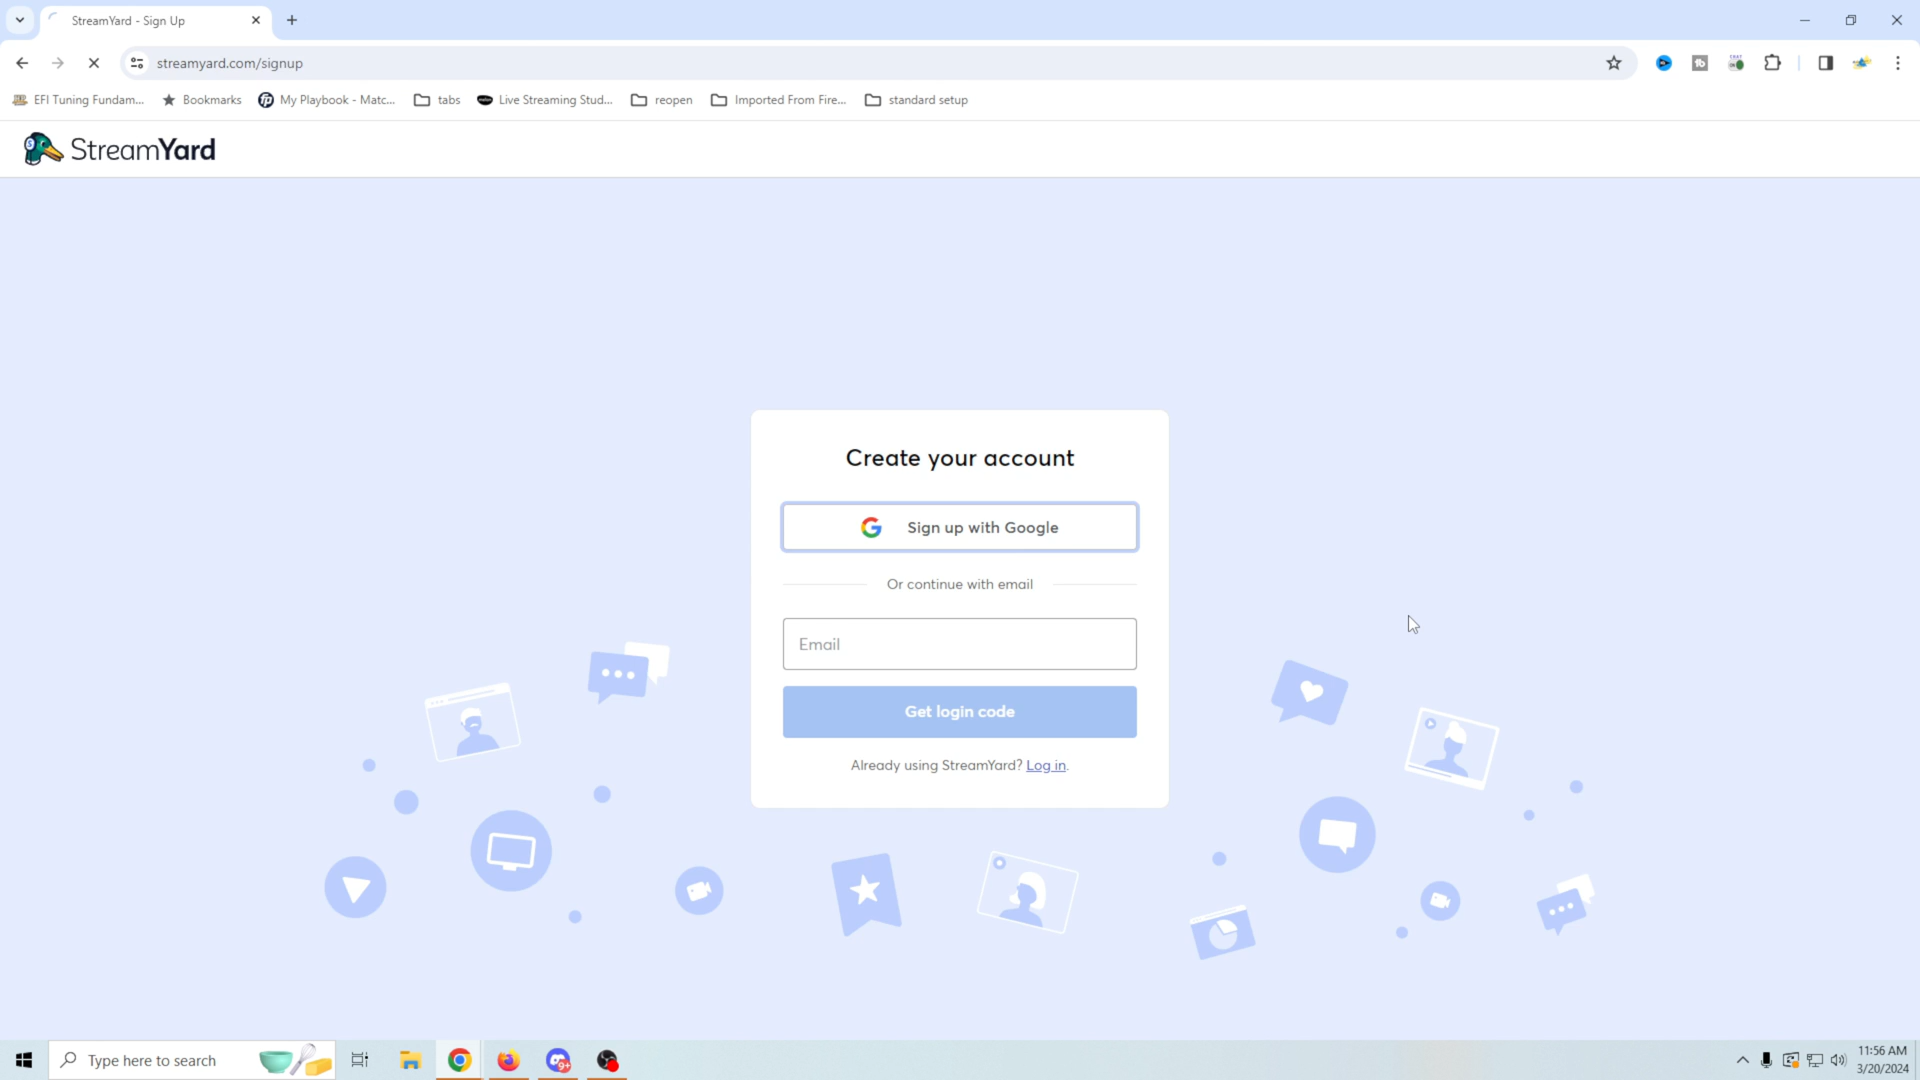 StreamYard - Sign Up
streamyard.com/signup
EFI Tuning Fundam... Bookmarks My Playbook - Matc... tabs Live Streaming Stud... reopen Imported From Fire... standard setup
StreamYard
Create your account
Sign up with Google
Or continue with email
Email
Get login code
Already using StreamYard? Log in.
Type here to search
9+
11:56 AM
3/20/2024